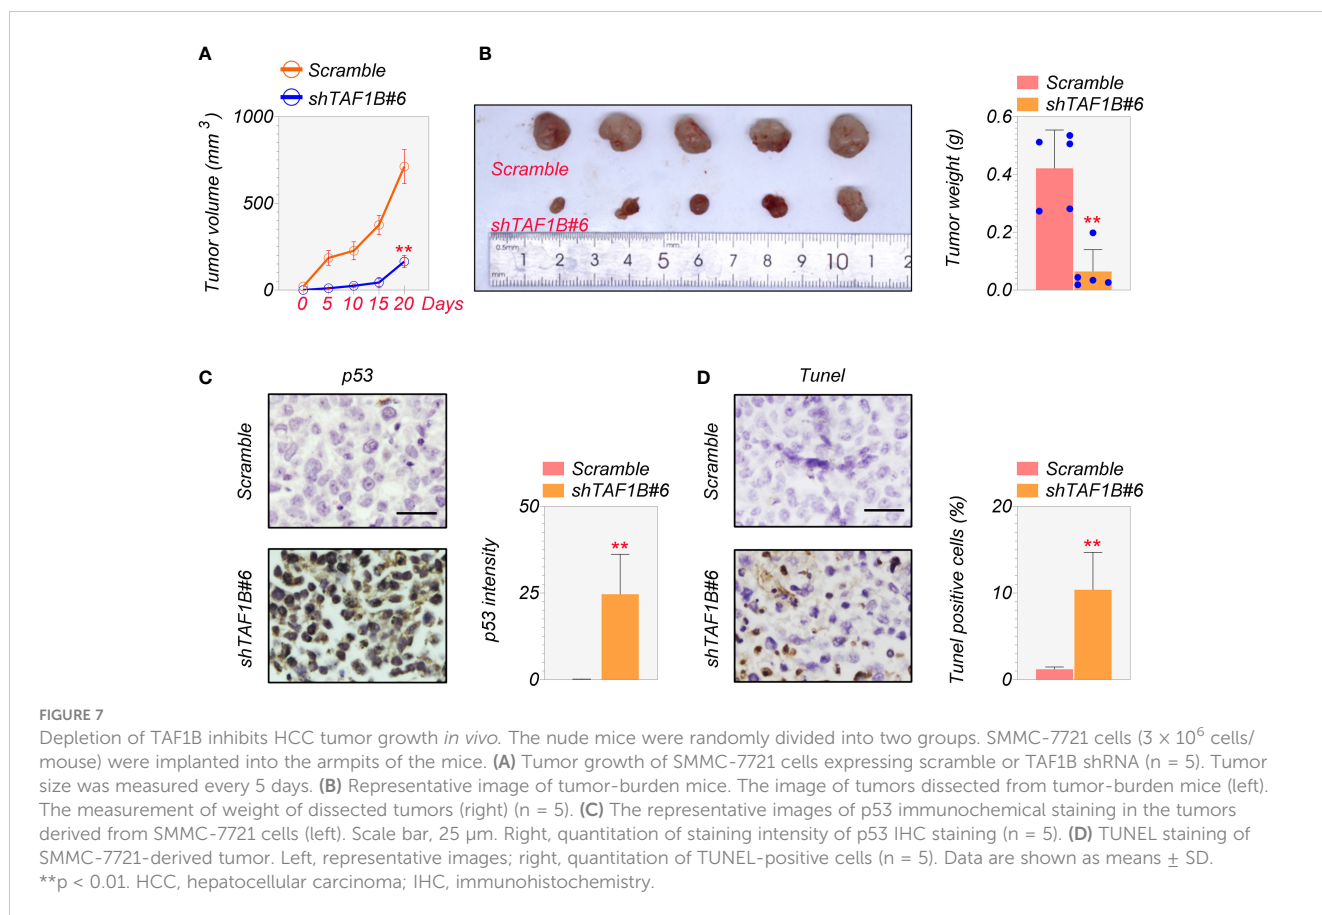 A
Scramble
shTAF1B#6
Tumor volume (mm 3)
1000
500
0
**
0 5 10 15 20 Days
B
Scramble
shTAF1B#6
0.5mm
mm
mm
1 2 3 4 5 6 7 8 9 10 1 2
Scramble
shTAF1B#6
Tumor weight (g)
0.6
0.4
0.2
0.0
**
C
p53
Scramble
shTAF1B#6
Scramble
shTAF1B#6
p53 intensity
50
25
0
**
D
Tunel
Scramble
shTAF1B#6
Scramble
shTAF1B#6
Tunel positive cells (%)
20
10
0
**
FIGURE 7
Depletion of TAF1B inhibits HCC tumor growth in vivo. The nude mice were randomly divided into two groups. SMMC-7721 cells (3 × 10⁶ cells/
mouse) were implanted into the armpits of the mice. (A) Tumor growth of SMMC-7721 cells expressing scramble or TAF1B shRNA (n = 5). Tumor
size was measured every 5 days. (B) Representative image of tumor-burden mice. The image of tumors dissected from tumor-burden mice (left).
The measurement of weight of dissected tumors (right) (n = 5). (C) The representative images of p53 immunochemical staining in the tumors
derived from SMMC-7721 cells (left). Scale bar, 25 µm. Right, quantitation of staining intensity of p53 IHC staining (n = 5). (D) TUNEL staining of
SMMC-7721-derived tumor. Left, representative images; right, quantitation of TUNEL-positive cells (n = 5). Data are shown as means ± SD.
**p < 0.01. HCC, hepatocellular carcinoma; IHC, immunohistochemistry.